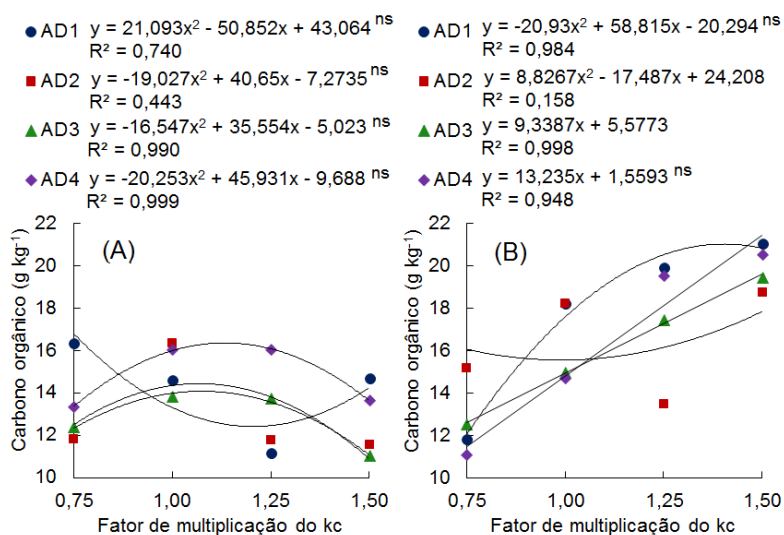 AD1 y = 21,093x² - 50,852x + 43,064 ns
R² = 0,740
AD2 y = -19,027x² + 40,65x - 7,2735 ns
R² = 0,443
AD3 y = -16,547x² + 35,554x - 5,023 ns
R² = 0,990
AD4 y = -20,253x² + 45,931x - 9,688 ns
R² = 0,999
AD1 y = -20,93x² + 58,815x - 20,294 ns
R² = 0,984
AD2 y = 8,8267x² - 17,487x + 24,208
R² = 0,158
AD3 y = 9,3387x + 5,5773
R² = 0,998
AD4 y = 13,235x + 1,5593 ns
R² = 0,948
(A)
Carbono orgânico (g kg⁻¹)
22
20
18
16
14
12
10
0,75 1,00 1,25 1,50
Fator de multiplicação do kc
(B)
Carbono orgânico (g kg⁻¹)
22
20
18
16
14
12
10
0,75 1,00 1,25 1,50
Fator de multiplicação do kc